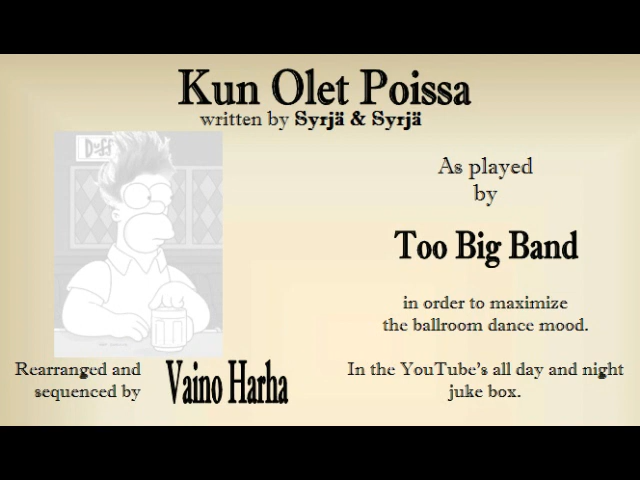 Kun Olet Poissa
written by Syrjä & Syrjä
Duff
As played
by
Too Big Band
in order to maximize
the ballroom dance mood.
Rearranged and
sequenced by
Vaino Harha
In the YouTube's all day and night
juke box.